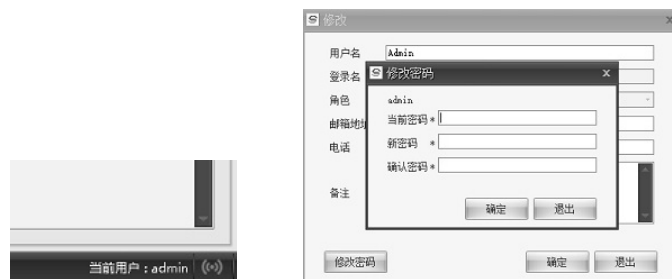 当前用户：admin
修改
用户名 Admin
登录名
角色
邮箱地址
电话
备注
修改密码
admin
当前密码*
新密码 *
确认密码*
确定 退出
修改密码 确定 退出